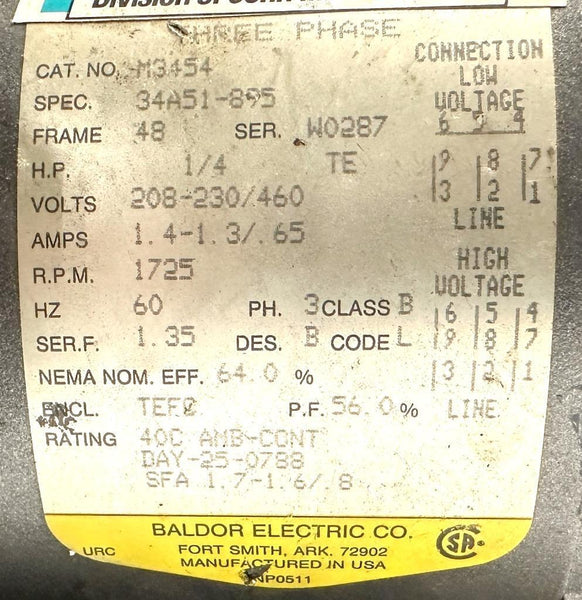 DIVISION OF
THREE PHASE
CAT. NO. M3454
SPEC. 34A51-895
FRAME 48 SER. W0287
H.P. 1/4 TE
VOLTS 208-230/460
AMPS 1.4-1.3/.65
R.P.M. 1725
HZ 60 PH. 3 CLASS B
SER.F. 1.35 DES. B CODE L
NEMA NOM. EFF. 64.0 %
ENCL. TEFC P.F. 56.0 %
RATING 40C AMB-CONT
DAY-25-0788
SFA 1.7-1.6/.8
CONNECTION
LOW
VOLTAGE
6 5 4
9 8 7
3 2 1
LINE
HIGH
VOLTAGE
6 5 4
9 8 7
3 2 1
LINE
BALDOR ELECTRIC CO.
URC FORT SMITH, ARK. 72902
MANUFACTURED IN USA
NP0511
SA